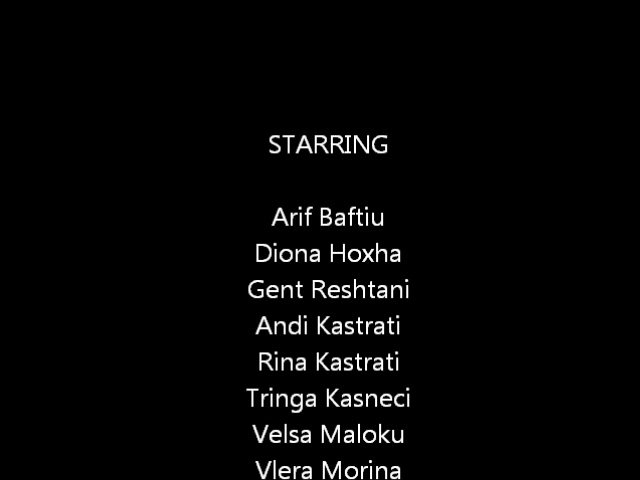 STARRING
Arif Baftiu
Diona Hoxha
Gent Reshtani
Andi Kastrati
Rina Kastrati
Tringa Kasneci
Velsa Maloku
Vlera Morina